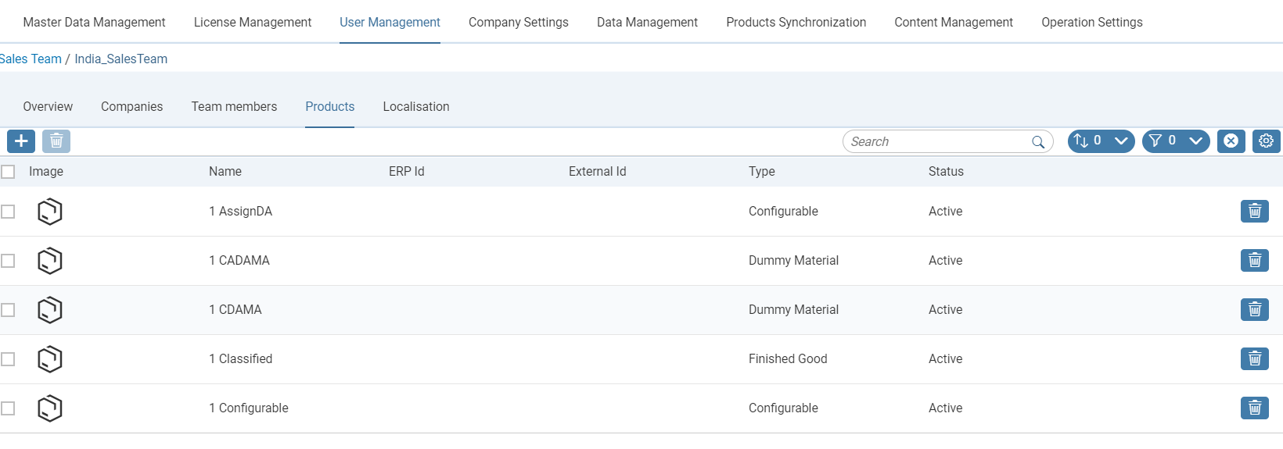 Master Data Management License Management User Management Company Settings Data Management Products Synchronization Content Management Operation Settings
Sales Team / India_SalesTeam
Overview Companies Team members Products Localisation
Search 0 0
Image Name ERP Id External Id Type Status
1 AssignDA Configurable Active
1 CADAMA Dummy Material Active
1 CDAMA Dummy Material Active
1 Classified Finished Good Active
1 Configurable Configurable Active